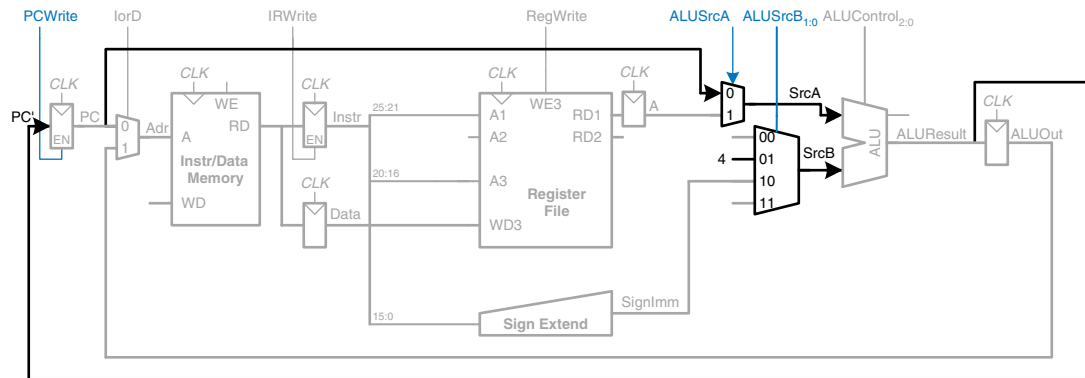 PCWrite IorD IRWrite RegWrite ALUSrcA ALUSrcB1:0 ALUControl2:0
CLK CLK CLK CLK CLK CLK
PC' PC EN
0
1
Adr
WE
A RD
Instr/Data
Memory
WD
EN
Instr
Data
CLK
25:21
20:16
15:0
WE3
A1 RD1
A2 RD2
A3
Register
File
WD3
A
0
1
SrcA
00
4 01
10
11
SrcB
ALU
ALUResult
ALUOut
SignImm
Sign Extend